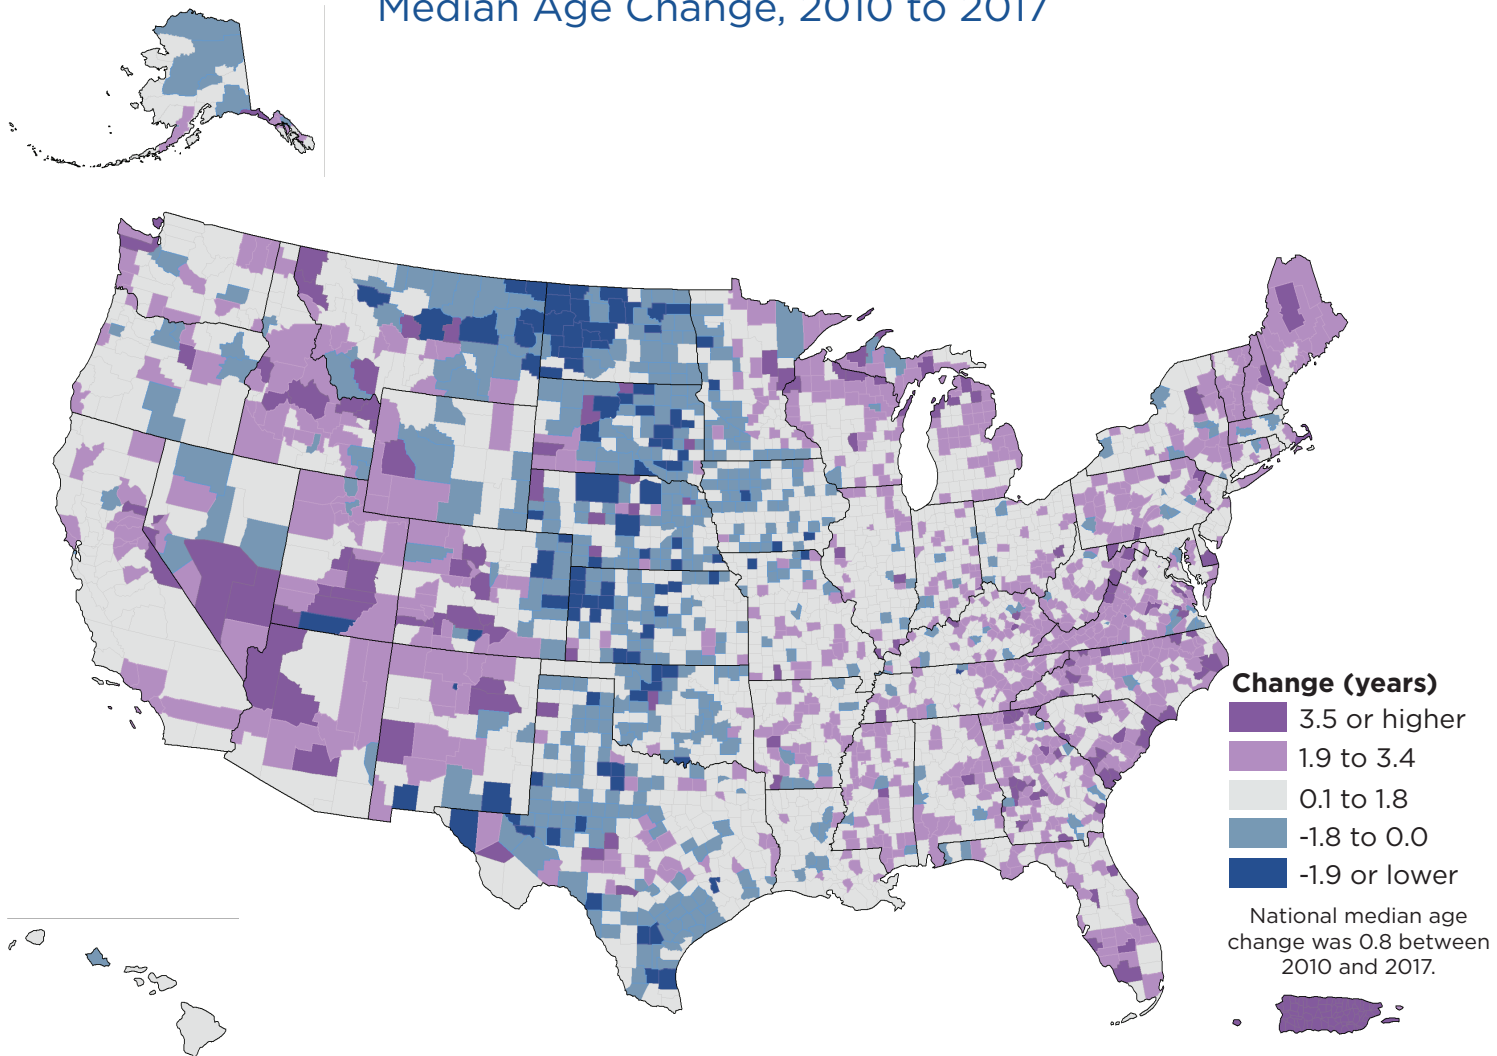 Median Age Change, 2010 to 2017
Change (years)
3.5 or higher
1.9 to 3.4
0.1 to 1.8
-1.8 to 0.0
-1.9 or lower
National median age
change was 0.8 between
2010 and 2017.